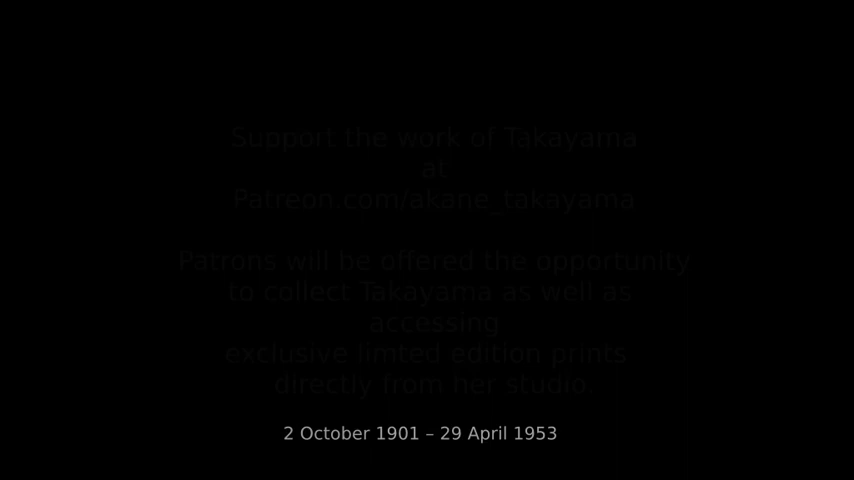 Support the work of Takayama
at
Patreon.com/akane_takayama
Patrons will be offered the opportunity
to collect Takayama as well as
accessing
exclusive limted edition prints
directly from her studio.
2 October 1901 – 29 April 1953